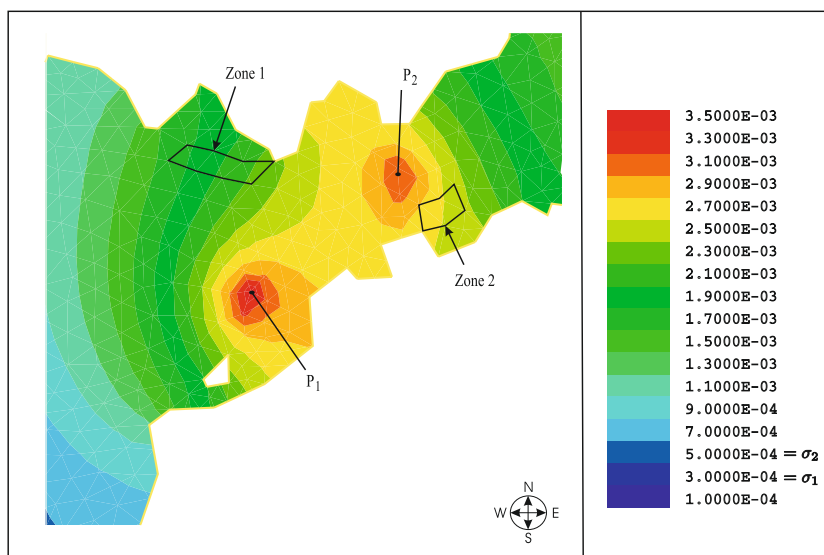 Zone 1
P2
Zone 2
P1
N
W E
S
3.5000E-03
3.3000E-03
3.1000E-03
2.9000E-03
2.7000E-03
2.5000E-03
2.3000E-03
2.1000E-03
1.9000E-03
1.7000E-03
1.5000E-03
1.3000E-03
1.1000E-03
9.0000E-04
7.0000E-04
5.0000E-04 = σ2
3.0000E-04 = σ1
1.0000E-04